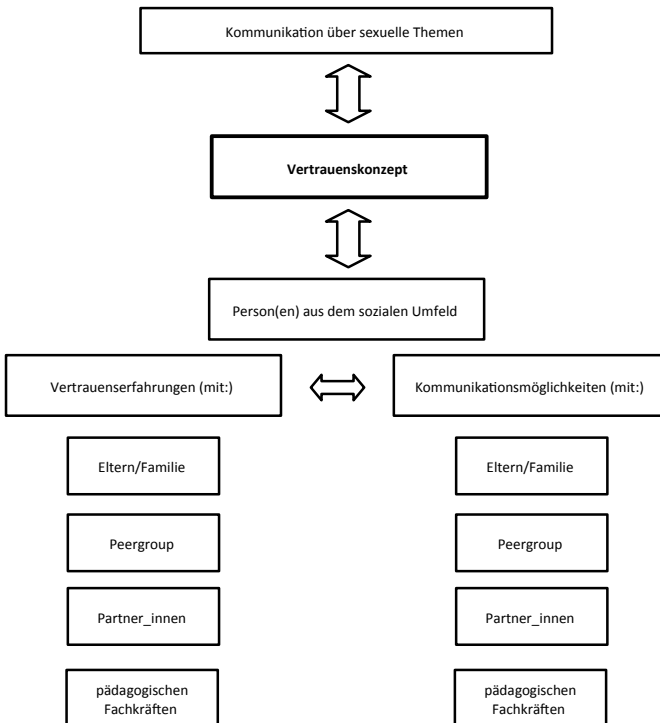 Kommunikation über sexuelle Themen
Vertrauenskonzept
Person(en) aus dem sozialen Umfeld
Vertrauenserfahrungen (mit:)
Kommunikationsmöglichkeiten (mit:)
Eltern/Familie
Eltern/Familie
Peergroup
Peergroup
Partner_innen
Partner_innen
pädagogischen
Fachkräften
pädagogischen
Fachkräften